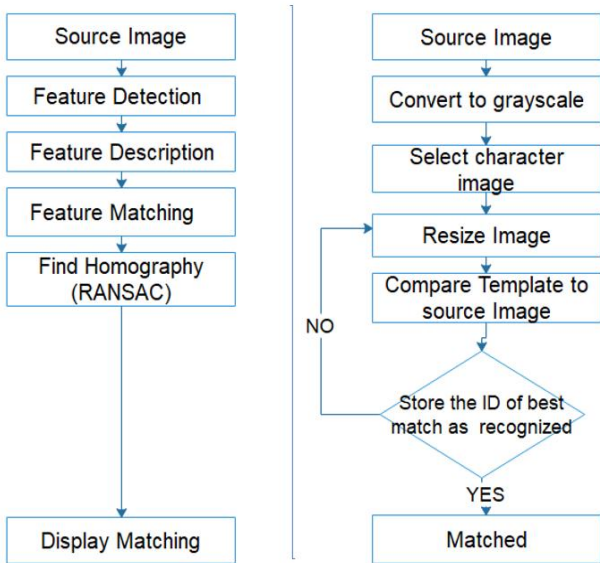 Source Image
Feature Detection
Feature Description
Feature Matching
Find Homography
(RANSAC)
Display Matching
Source Image
Convert to grayscale
Select character
image
Resize Image
Compare Template to
source Image
NO
Store the ID of best
match as recognized
YES
Matched